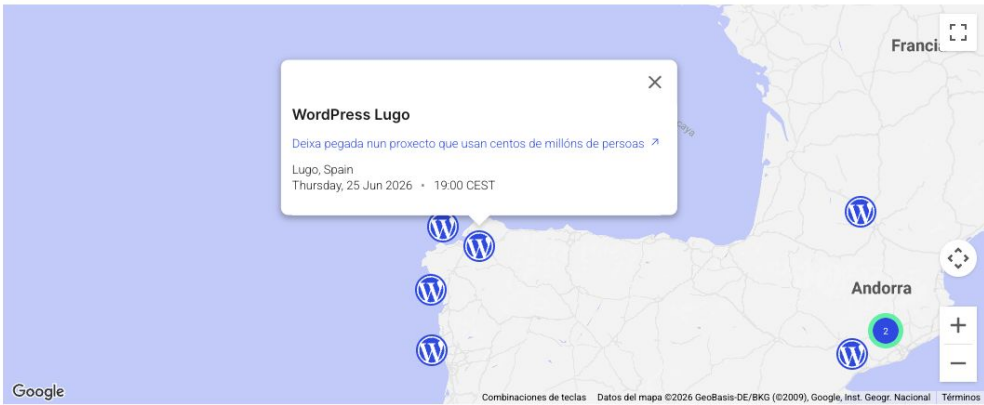 Francia
WordPress Lugo
Deixa pegada nun proxecto que usan centos de millóns de persoas ↗
caya
Lugo, Spain
Thursday, 25 Jun 2026 • 19:00 CEST
Andorra
2
Google
Combinaciones de teclas Datos del mapa ©2026 GeoBasis-DE/BKG (©2009), Google, Inst. Geogr. Nacional Términos